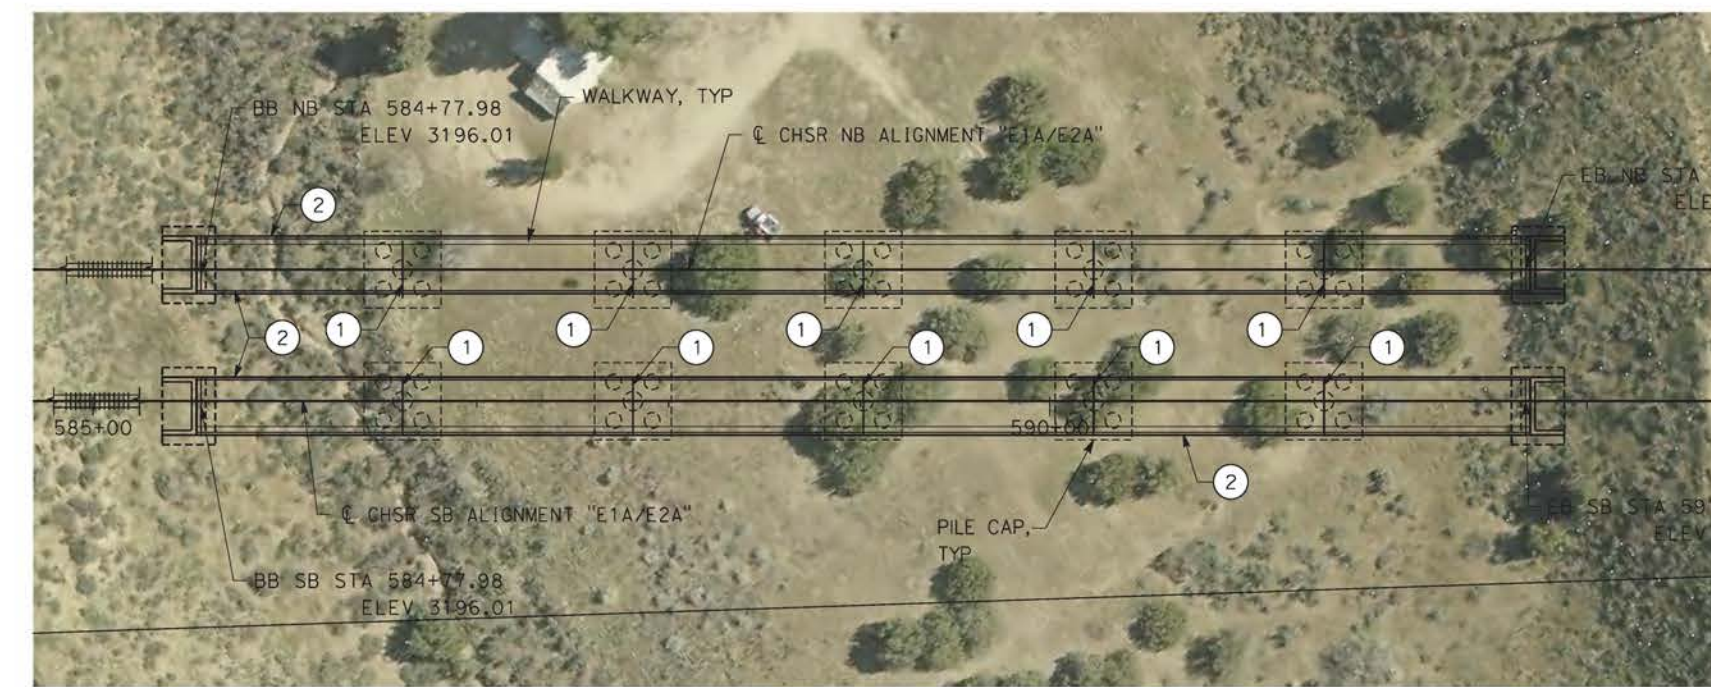 BB NB STA 584+77.98
ELEV 3196.01
WALKWAY, TYP
℄ CHSR NB ALIGNMENT "E1A/E2A"
EB NB STA
2
2
1
1
1
1
1
1
1
1
1
1
585+00
590+00
2
℄ CHSR SB ALIGNMENT "E1A/E2A"
PILE CAP,
TYP
EB SB STA
ELEV
BB SB STA 584+77.98
ELEV 3196.01